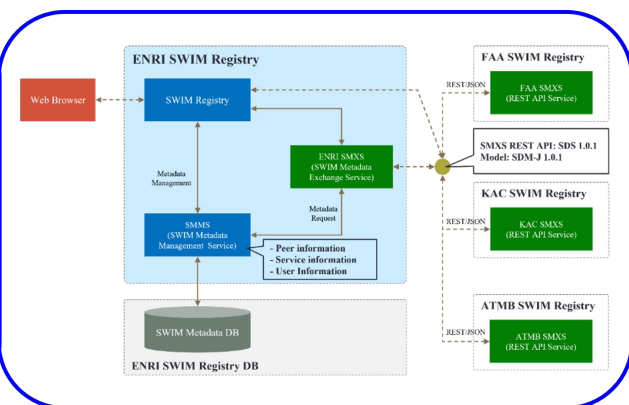 ENRI SWIM Registry
Web Browser
SWIM Registry
Metadata
Management
ENRI SMXS
(SWIM Metadata
Exchange Service)
Metadata
Request
SMMS
(SWIM Metadata
Management Service)
- Peer information
- Service information
- User Information
SWIM Metadata DB
ENRI SWIM Registry DB
FAA SWIM Registry
REST/JSON
FAA SMXS
(REST API Service)
SMXS REST API: SDS 1.0.1
Model: SDM-J 1.0.1
KAC SWIM Registry
REST/JSON
KAC SMXS
(REST API Service)
ATMB SWIM Registry
REST/JSON
ATMB SMXS
(REST API Service)